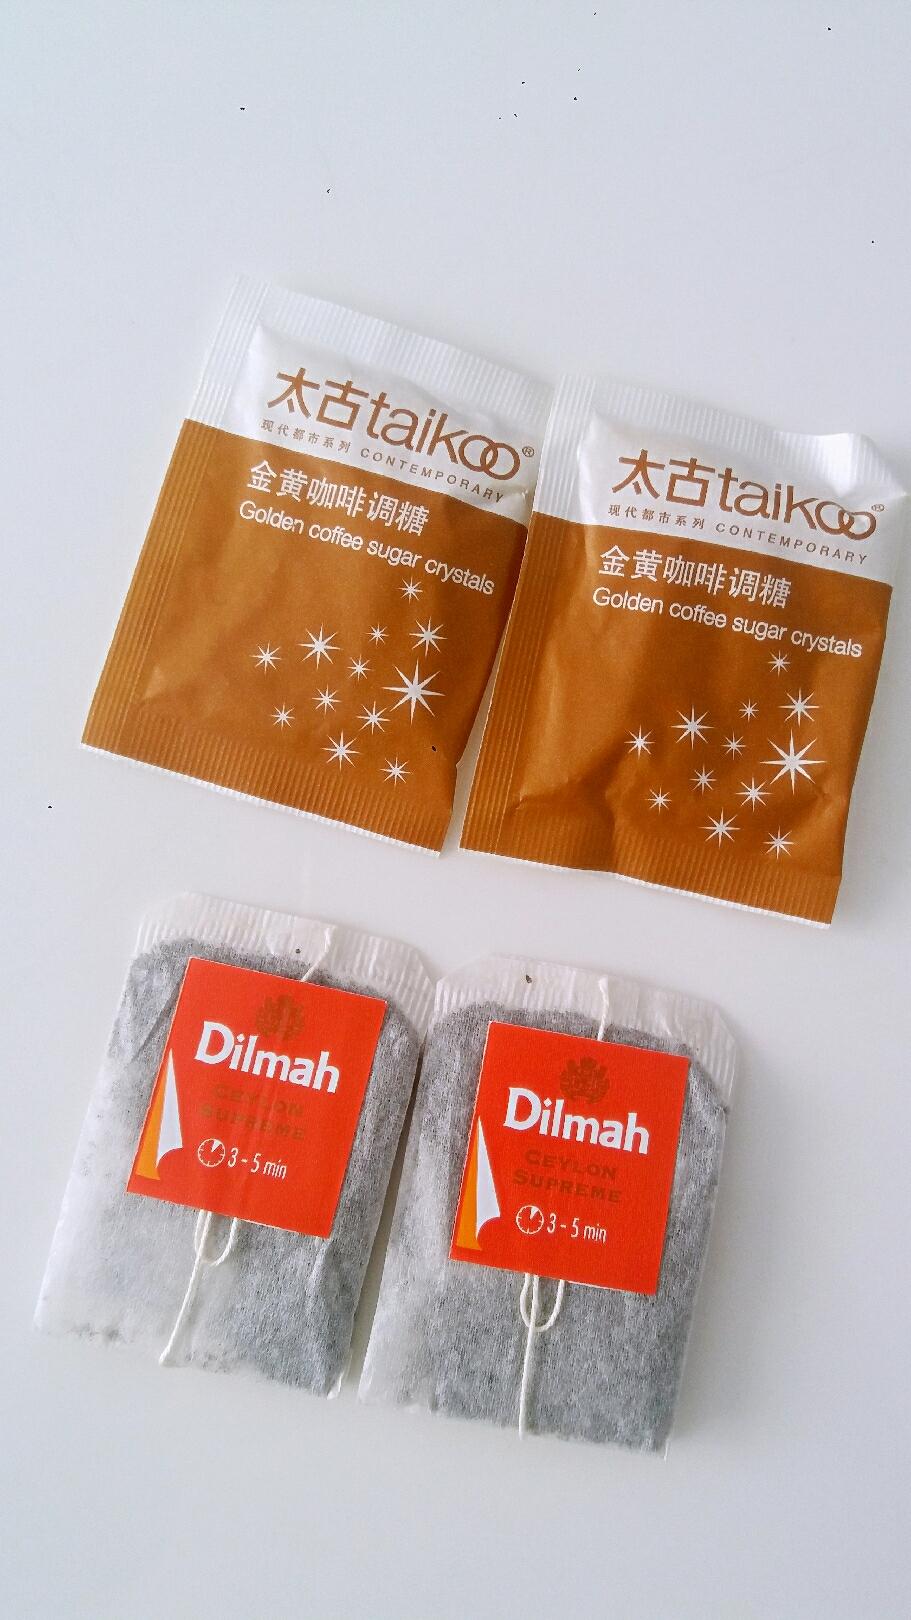 太古taikoo®
现代都市系列 CONTEMPORARY
金黄咖啡调糖
Golden coffee sugar crystals
太古taikoo®
现代都市系列 CONTEMPORARY
金黄咖啡调糖
Golden coffee sugar crystals
Dilmah
CEYLON
SUPREME
3-5 min
Dilmah
CEYLON
SUPREME
3-5 min